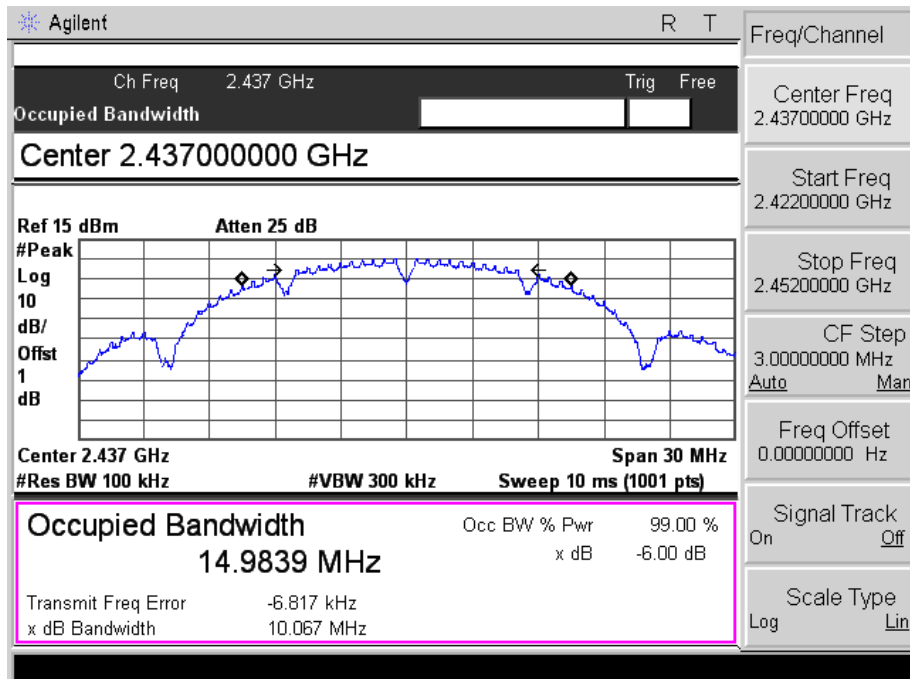 Agilent R T
Ch Freq 2.437 GHz Trig Free
Occupied Bandwidth
Center 2.437000000 GHz
Ref 15 dBm Atten 25 dB
#Peak
Log
10
dB/
Offst
1
dB
Center 2.437 GHz Span 30 MHz
#Res BW 100 kHz #VBW 300 kHz Sweep 10 ms (1001 pts)
Occupied Bandwidth
14.9839 MHz
Occ BW % Pwr 99.00 %
x dB -6.00 dB
Transmit Freq Error -6.817 kHz
x dB Bandwidth 10.067 MHz
Freq/Channel
Center Freq
2.43700000 GHz
Start Freq
2.42200000 GHz
Stop Freq
2.45200000 GHz
CF Step
3.00000000 MHz
Auto Man
Freq Offset
0.00000000 Hz
Signal Track
On Off
Scale Type
Log Lin